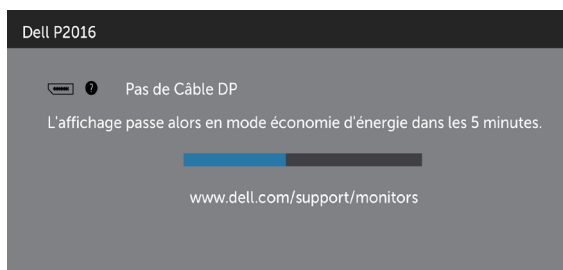 Dell P2016
? Pas de Câble DP
L'affichage passe alors en mode économie d'énergie dans les 5 minutes.
www.dell.com/support/monitors